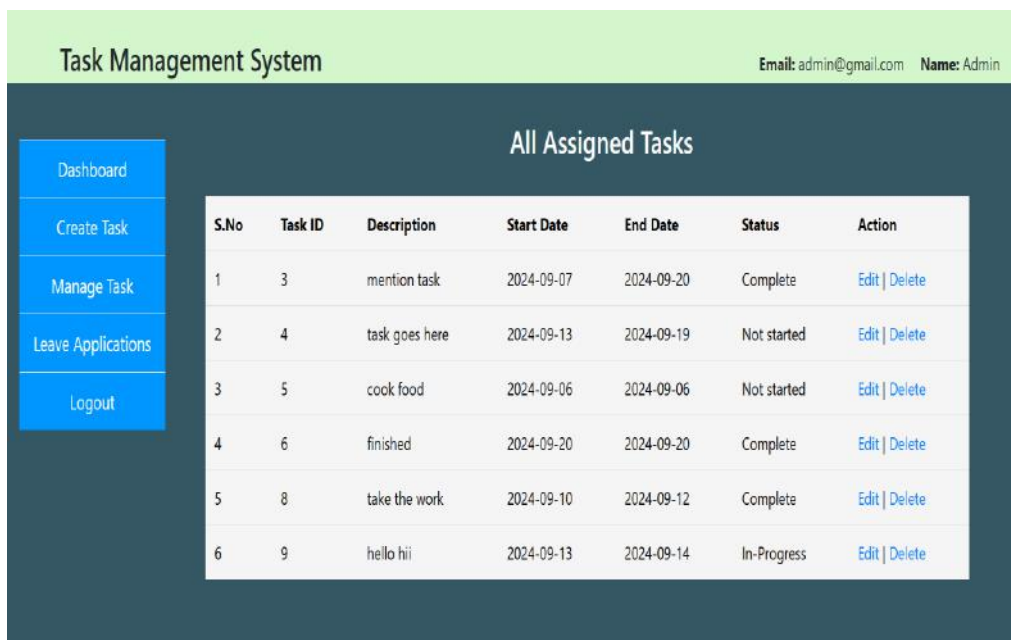 Task Management System
Email: admin@gmail.com Name: Admin
Dashboard
Create Task
Manage Task
Leave Applications
Logout
All Assigned Tasks
S.No Task ID Description Start Date End Date Status Action
1 3 mention task 2024-09-07 2024-09-20 Complete Edit | Delete
2 4 task goes here 2024-09-13 2024-09-19 Not started Edit | Delete
3 5 cook food 2024-09-06 2024-09-06 Not started Edit | Delete
4 6 finished 2024-09-20 2024-09-20 Complete Edit | Delete
5 8 take the work 2024-09-10 2024-09-12 Complete Edit | Delete
6 9 hello hii 2024-09-13 2024-09-14 In-Progress Edit | Delete